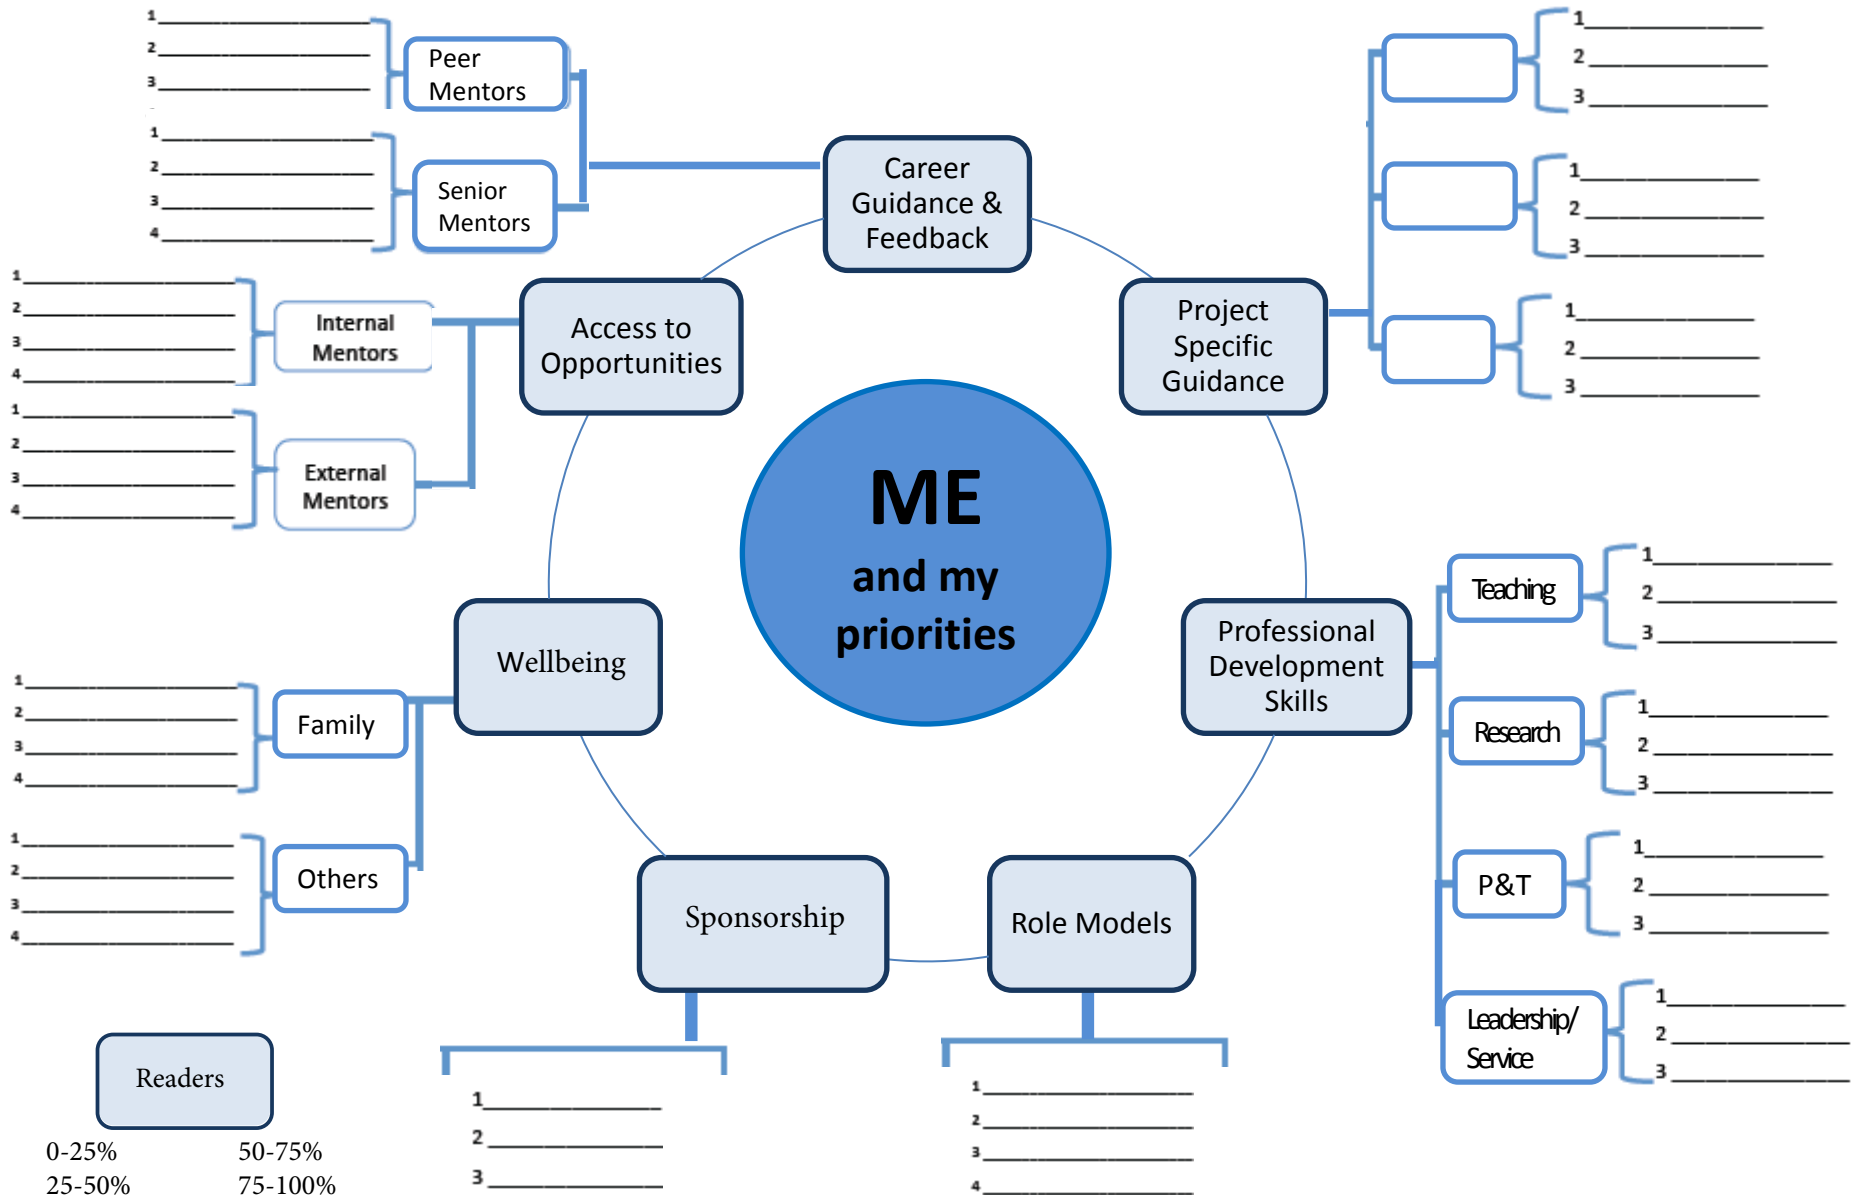 1
2
3
Peer
Mentors
1
2
3
4
Senior
Mentors
Career
Guidance &
Feedback
1
2
3
1
2
3
1
2
3
Project
Specific
Guidance
1
2
3
4
Internal
Mentors
1
2
3
4
External
Mentors
Access to
Opportunities
ME
and my
priorities
Professional
Development
Skills
Teaching
1
2
3
Research
1
2
3
P&T
1
2
3
Leadership/
Service
1
2
3
Wellbeing
1
2
3
4
Family
1
2
3
4
Others
Sponsorship
1
2
3
Role Models
1
2
3
4
Readers
0-25%
25-50%
50-75%
75-100%